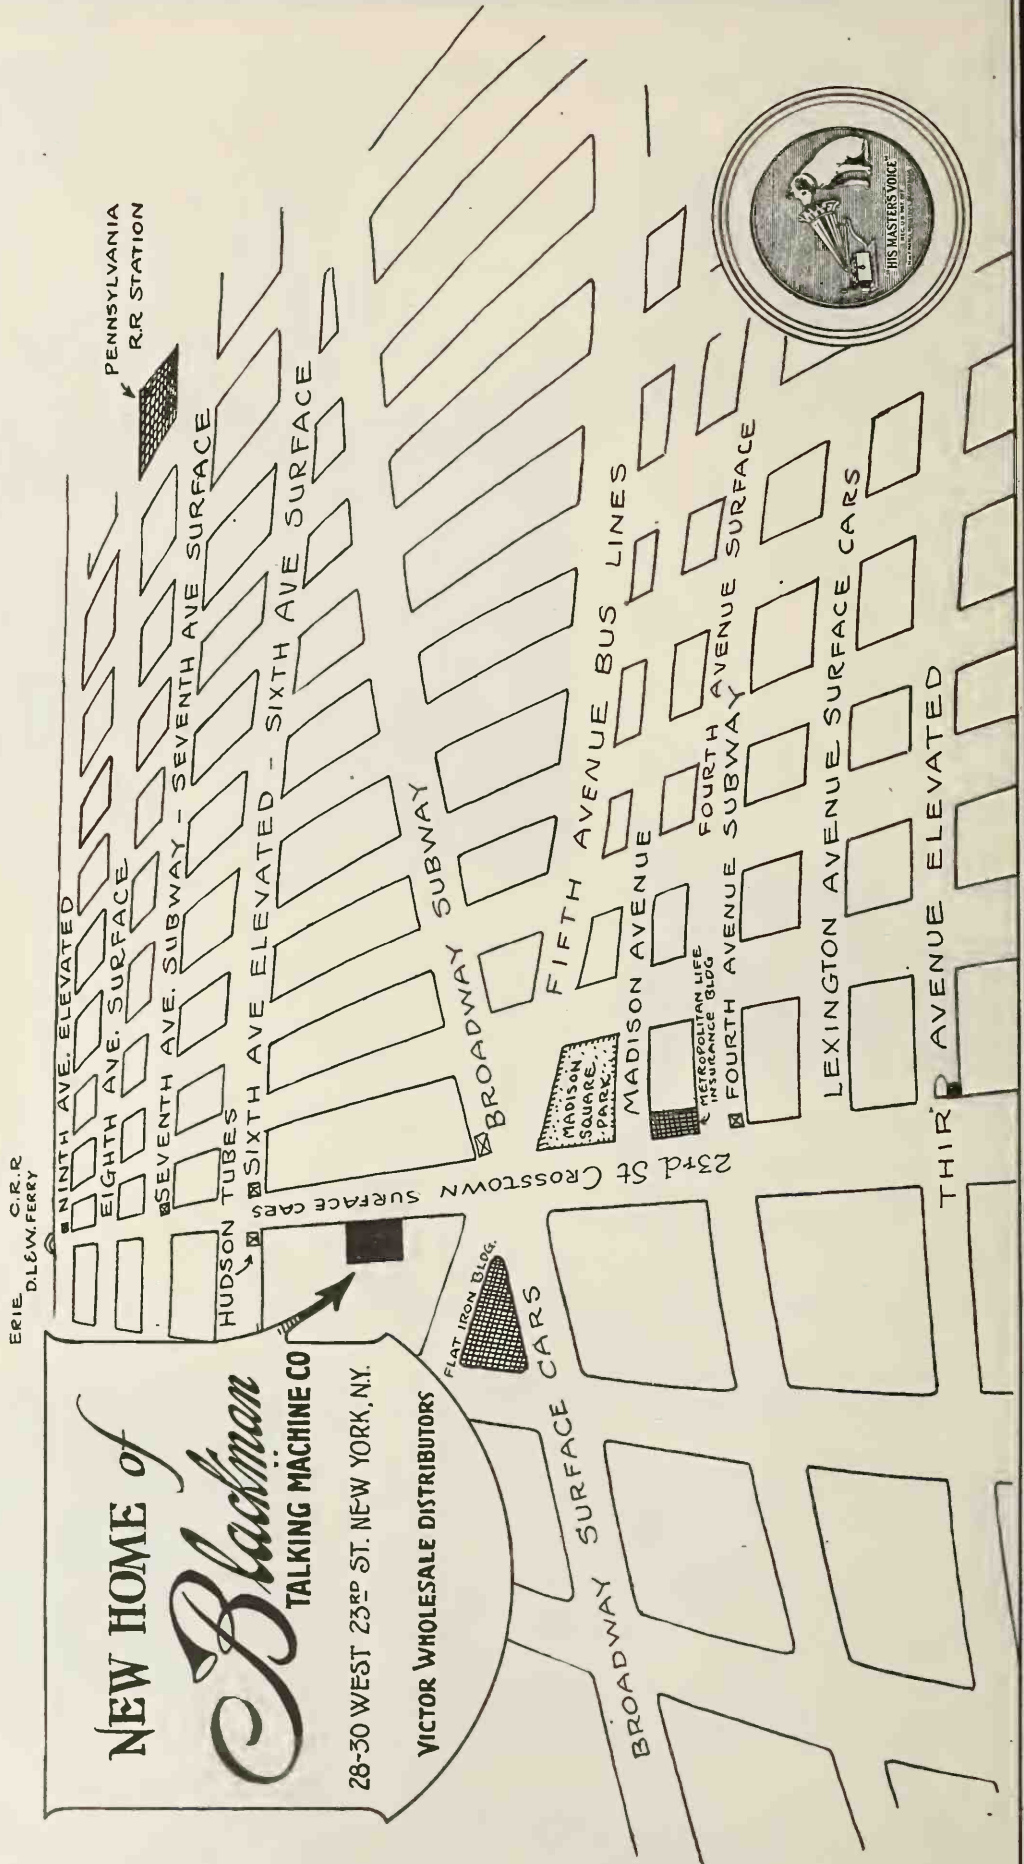 NEW HOME of
Blackman
TALKING MACHINE CO
28-30 WEST 23RD ST. NEW YORK, N.Y.
VICTOR WHOLESALE DISTRIBUTORS
ERIE C.R.R
D.L&W. FERRY
NINTH AVE. ELEVATED
EIGHTH AVE. SURFACE
PENNSYLVANIA
R.R STATION
SEVENTH AVE. SUBWAY - SEVENTH AVE SURFACE
HUDSON TUBES
SIXTH AVE ELEVATED - SIXTH AVE SURFACE
23rd St CROSSTOWN SURFACE CARS
FLAT IRON BLDG.
BROADWAY SUBWAY
BROADWAY SURFACE CARS
FIFTH AVENUE BUS LINES
MADISON
SQUARE
PARK
MADISON AVENUE
METROPOLITAN LIFE
INSURANCE BLDG
FOURTH AVENUE SURFACE
FOURTH AVENUE SUBWAY
LEXINGTON AVENUE SURFACE CARS
THIRD AVENUE ELEVATED
"HIS MASTER'S VOICE"